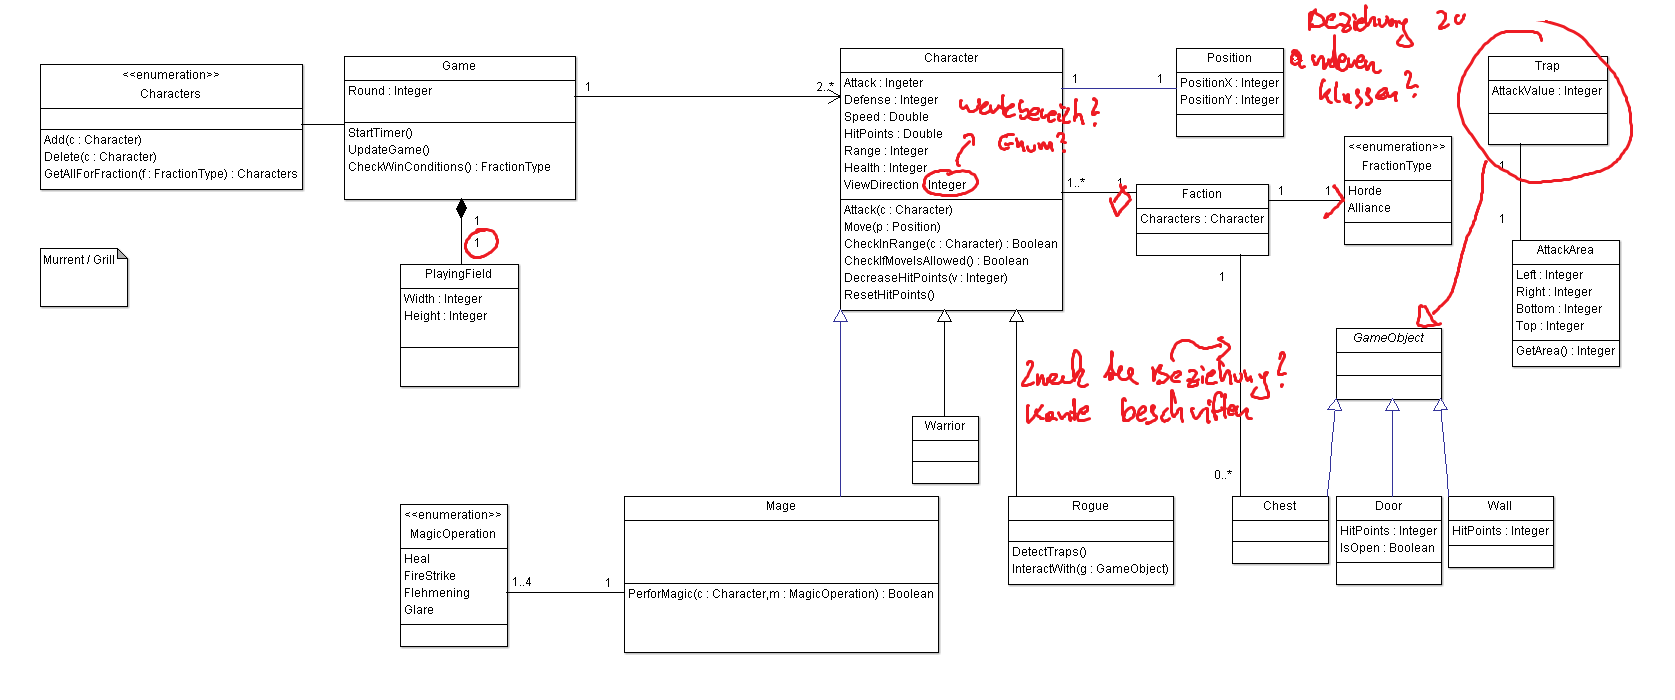 <<enumeration>>
Characters
Add(c : Character)
Delete(c : Character)
GetAllForFraction(f : FractionType) : Characters
Murrent / Grill
Game
Round : Integer
StartTimer()
UpdateGame()
CheckWinConditions() : FractionType
1
2..*
1
1
PlayingField
Width : Integer
Height : Integer
Character
Attack : Ingeter
Defense : Integer
Speed : Double
HitPoints : Double
Range : Integer
Health : Integer
ViewDirection : Integer
Attack(c : Character)
Move(p : Position)
CheckInRange(c : Character) : Boolean
CheckIfMoveIsAllowed() : Boolean
DecreaseHitPoints(v : Integer)
ResetHitPoints()
Wertebereich?
Enum?
1
1
Position
PositionX : Integer
PositionY : Integer
Beziehung zu
anderen
Klassen?
Trap
AttackValue : Integer
1
1
AttackArea
Left : Integer
Right : Integer
Bottom : Integer
Top : Integer
GetArea() : Integer
1..*
1
Faction
Characters : Character
1
1
<<enumeration>>
FractionType
Horde
Alliance
1
0..*
Zweck der Beziehung?
Kante beschriften
GameObject
Warrior
<<enumeration>>
MagicOperation
Heal
FireStrike
Flehmening
Glare
1..4
1
Mage
PerforMagic(c : Character,m : MagicOperation) : Boolean
Rogue
DetectTraps()
InteractWith(g : GameObject)
Chest
Door
HitPoints : Integer
IsOpen : Boolean
Wall
HitPoints : Integer